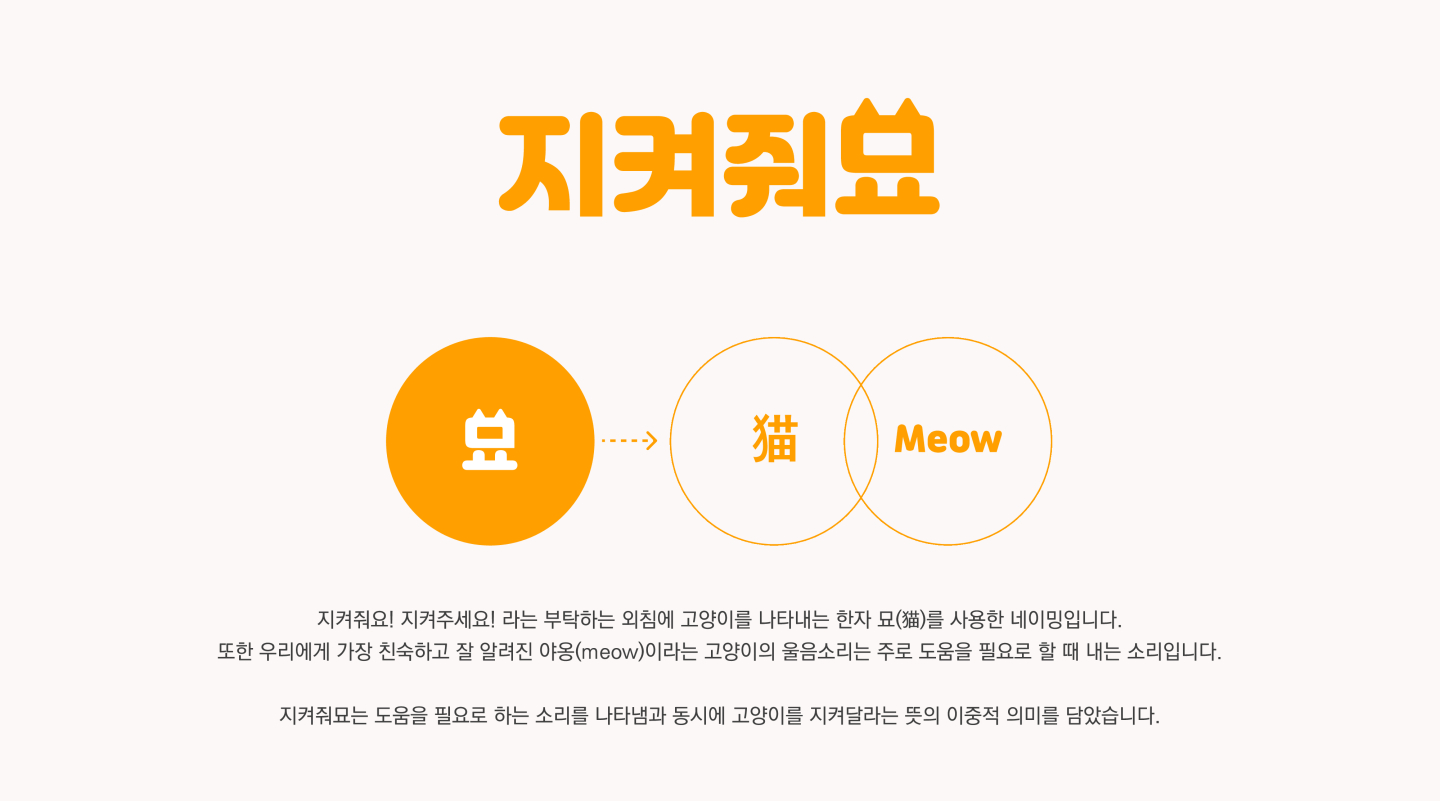 지켜줘묘
묘
猫
Meow
지켜줘요! 지켜주세요! 라는 부탁하는 외침에 고양이를 나타내는 한자 묘(猫)를 사용한 네이밍입니다.
또한 우리에게 가장 친숙하고 잘 알려진 야옹(meow)이라는 고양이의 울음소리는 주로 도움을 필요로 할 때 내는 소리입니다.
지켜줘묘는 도움을 필요로 하는 소리를 나타냄과 동시에 고양이를 지켜달라는 뜻의 이중적 의미를 담았습니다.